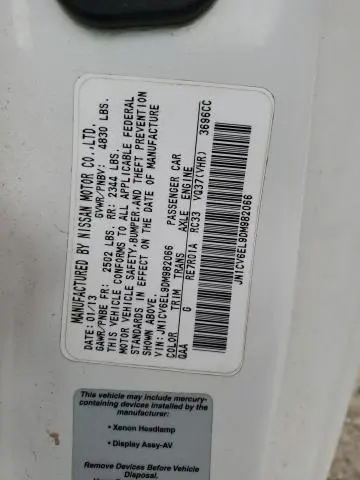 MANUFACTURED BY NISSAN MOTOR CO.,LTD.
DATE: 01/13 GVWR/PNBV: 4830 LBS.
GAWR/PNBE FR: 2502 LBS. RR: 2344 LBS.
THIS VEHICLE CONFORMS TO ALL APPLICABLE FEDERAL
MOTOR VEHICLE SAFETY,BUMPER,AND THEFT PREVENTION
STANDARDS IN EFFECT ON THE DATE OF MANUFACTURE
SHOWN ABOVE.
VIN: JN1CV6EL9DM982066 PASSENGER CAR
COLOR TRIM TRANS AXLE ENGINE
QAA G RE7R01A RC33 VQ37(VHR) 3696CC
JN1CV6EL9DM982066
This vehicle may include mercury-
containing devices installed by the
manufacturer:
• Xenon Headlamp
• Display Assy-AV
Remove Devices Before Vehicle
Disposal.